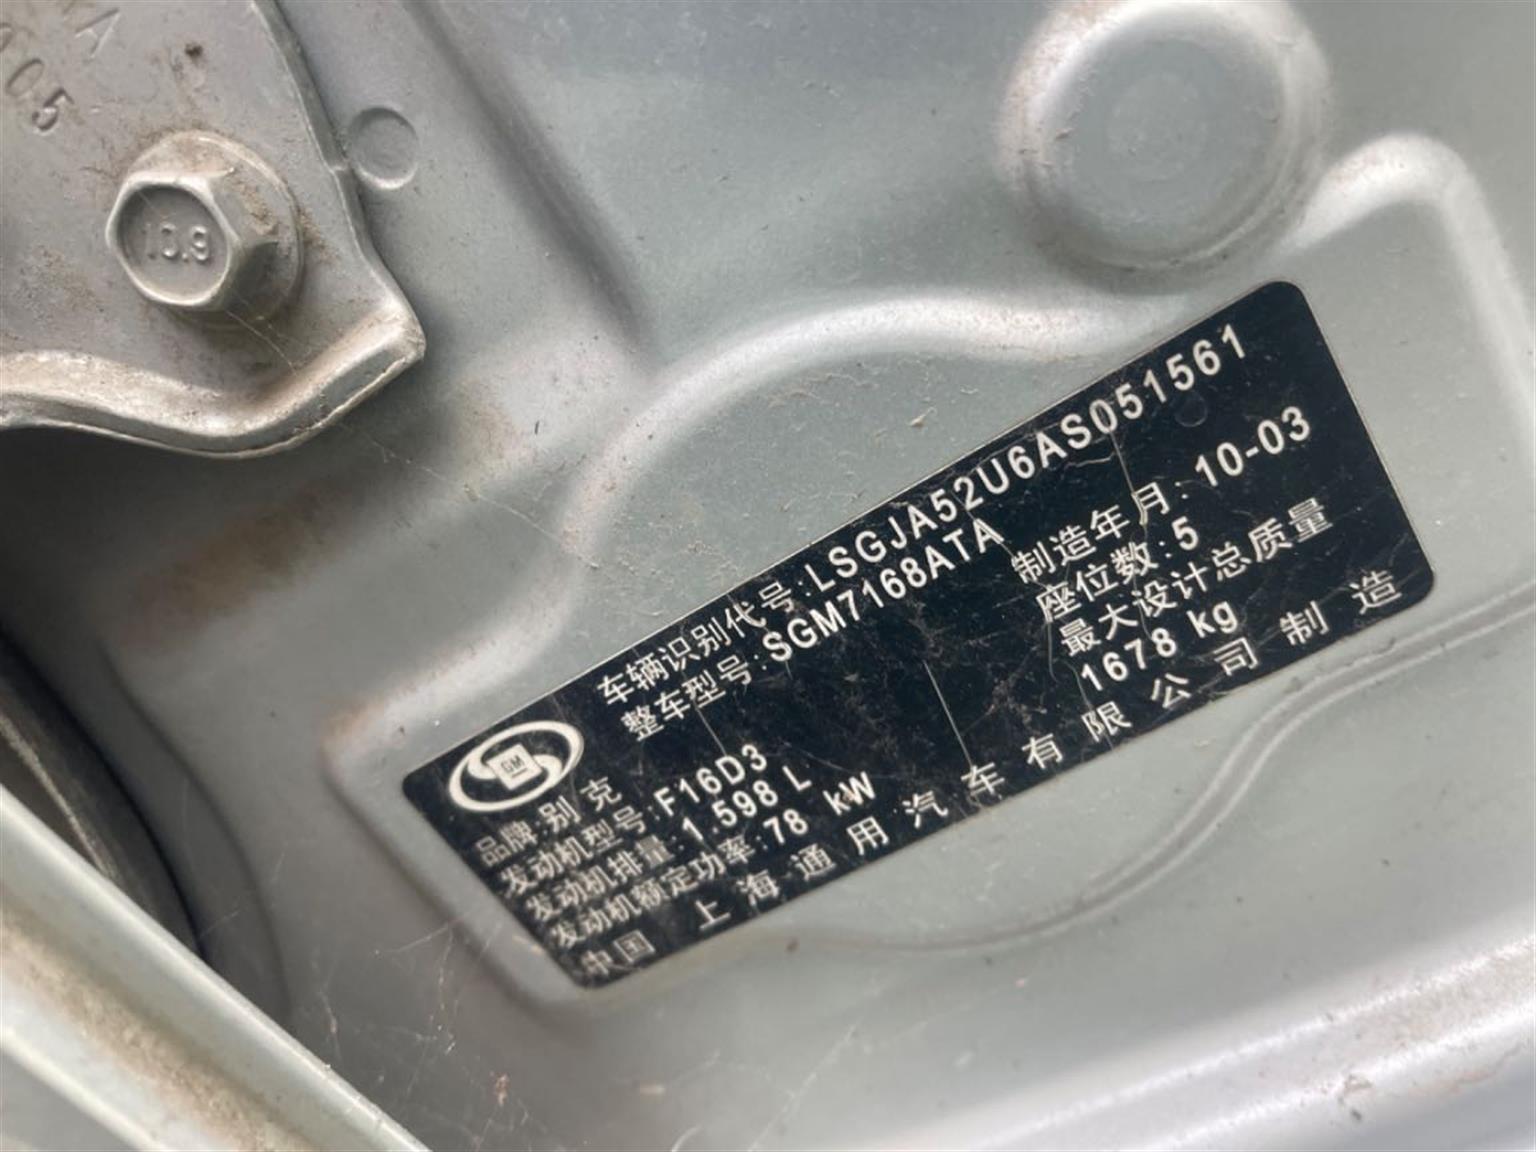 A
05
10.9
GM
车辆识别代号:LSGJA52U6AS051561
整车型号:SGM7168ATA
制造年月:10-03
座位数:5
最大设计总质量
1678 kg
品牌:别克
发动机型号:F16D3
发动机排量:1.598 L
发动机额定功率:78 kW
中国 上海通用汽车有限公司制造